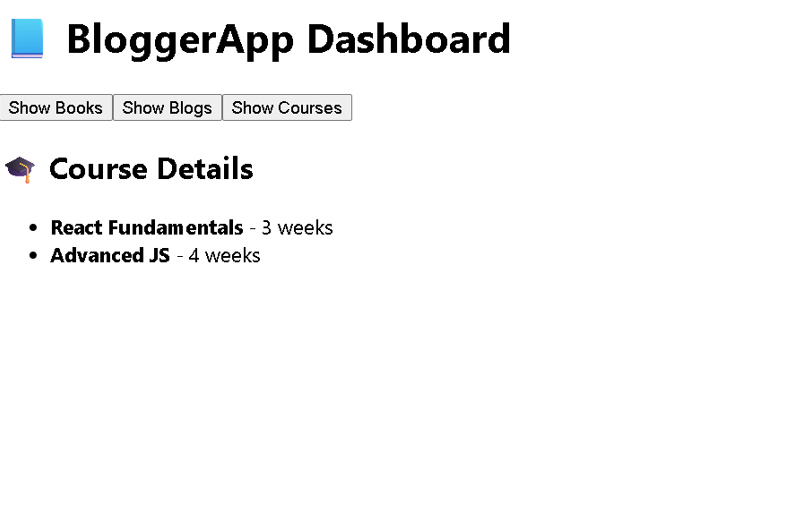 📘 BloggerApp Dashboard
Show Books Show Blogs Show Courses
🎓 Course Details
• React Fundamentals - 3 weeks
• Advanced JS - 4 weeks